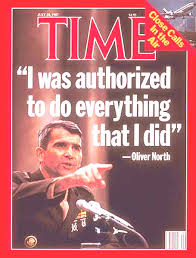 Close Calls
In the
Air
TIME
“I was authorized
to do everything
that I did”
—Oliver North